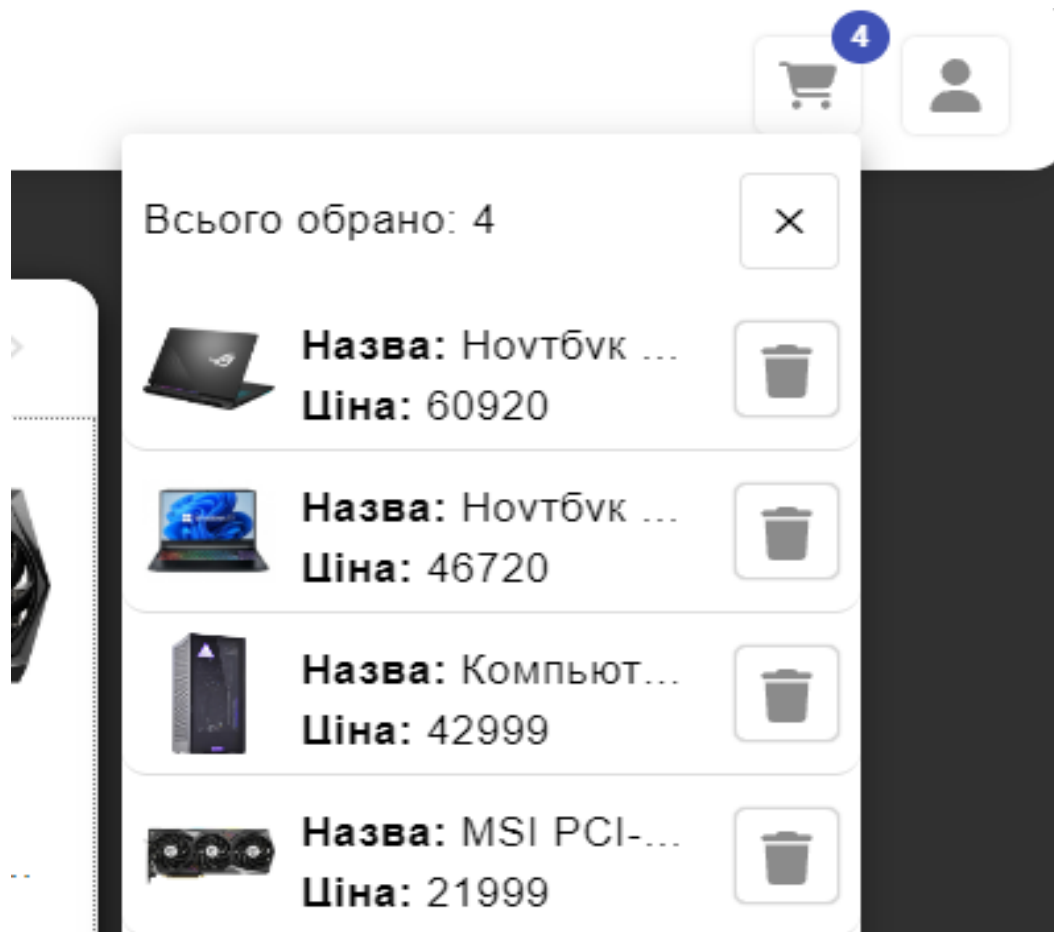 4
Всього обрано: 4
Назва: Ноутбук ...
Ціна: 60920
Назва: Ноутбук ...
Ціна: 46720
Назва: Компьют...
Ціна: 42999
Назва: MSI PCI-...
Ціна: 21999